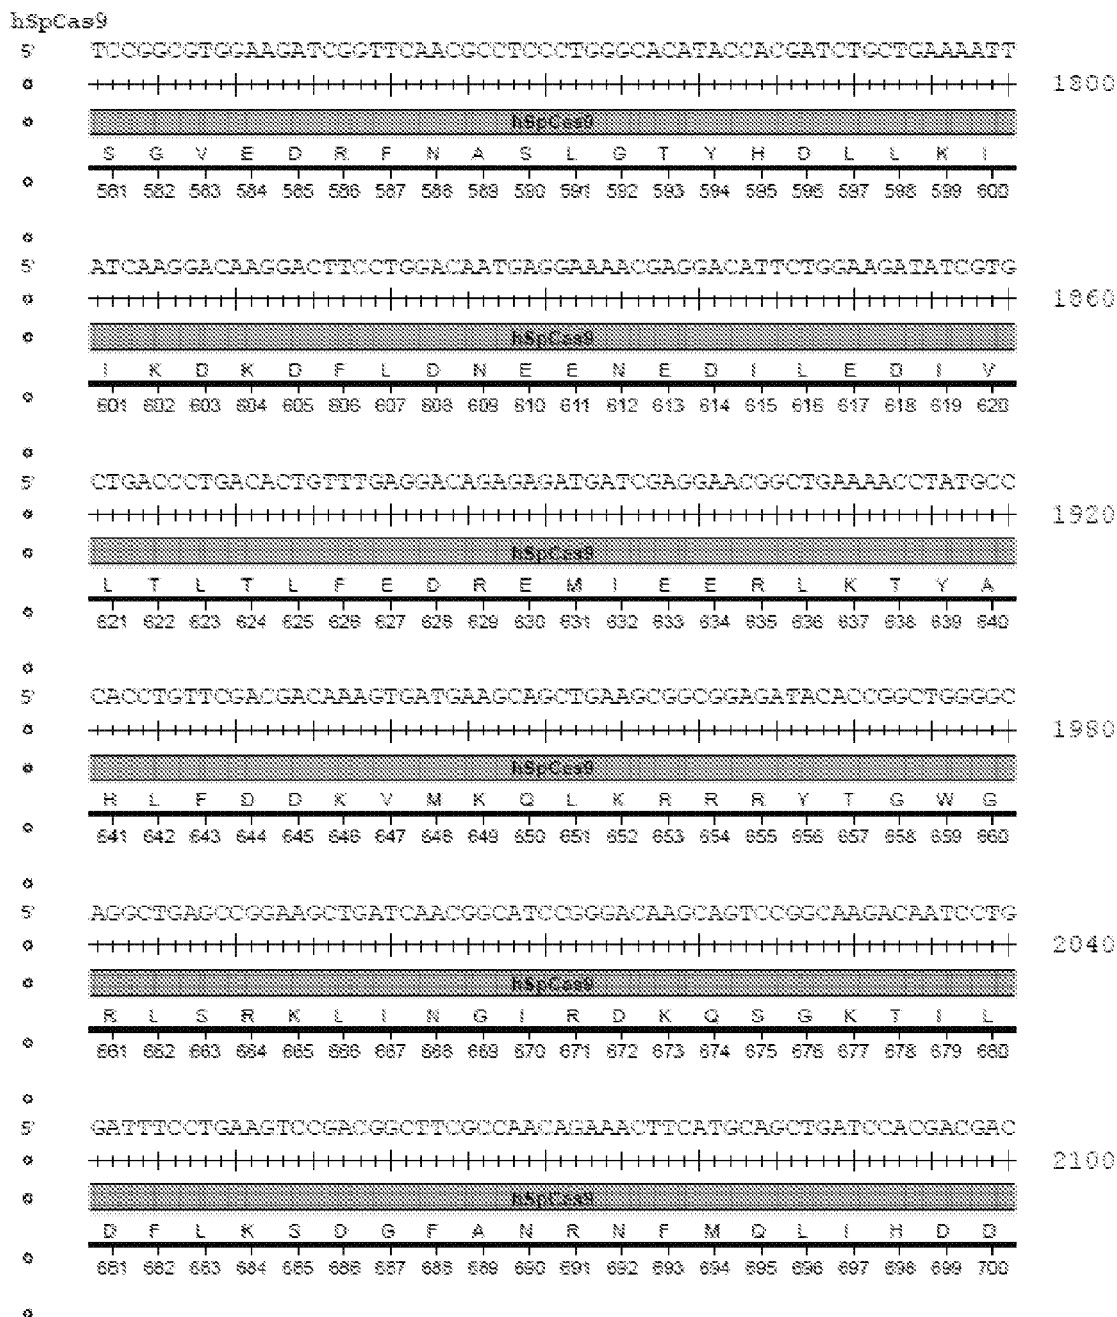 hSpCas9
5' TCCGGCGTGGAAGATCGGTTCAACGCCTCCCTGGGCACATACCACGATCTGCTGAAAATT
1800
hSpCas9
S G V E D R F N A S L G T Y H D L L K I
581 582 583 584 585 586 587 588 589 590 591 592 593 594 595 596 597 598 599 600
5' ATCAAGGACAAGGACTTCCTGGACAATGAGGAAAACGAGGACATTCTGGAAGATATCGTG
1860
hSpCas9
I K D K D F L D N E E N E D I L E D I V
601 602 603 604 605 606 607 608 609 610 611 612 613 614 615 616 617 618 619 620
5' CTGACCCTGACACTGTTTGAGGACAGAGAGATGATCGAGGAACGGCTGAAAACCTATGCC
1920
hSpCas9
L T L T L F E D R E M I E E R L K T Y A
621 622 623 624 625 626 627 628 629 630 631 632 633 634 635 636 637 638 639 640
5' CACCTGTTCGACGACAAAGTGATGAAGCAGCTGAAGCGGCGGAGATACACCGGCTGGGGC
1980
hSpCas9
H L F D D K V M K Q L K R R R Y T G W G
641 642 643 644 645 646 647 648 649 650 651 652 653 654 655 656 657 658 659 660
5' AGGCTGAGCCGGAAGCTGATCAACGGCATCCGGGACAAGCAGTCCGGCAAGACAATCCTG
2040
hSpCas9
R L S R K L I N G I R D K Q S G K T I L
661 662 663 664 665 666 667 668 669 670 671 672 673 674 675 676 677 678 679 680
5' GATTTCCTGAAGTCCGACGGCTTCGCCAACAGAAACTTCATGCAGCTGATCCACGACGAC
2100
hSpCas9
D F L K S D G F A N R N F M Q L I H D D
681 682 683 684 685 686 687 688 689 690 691 692 693 694 695 696 697 698 699 700